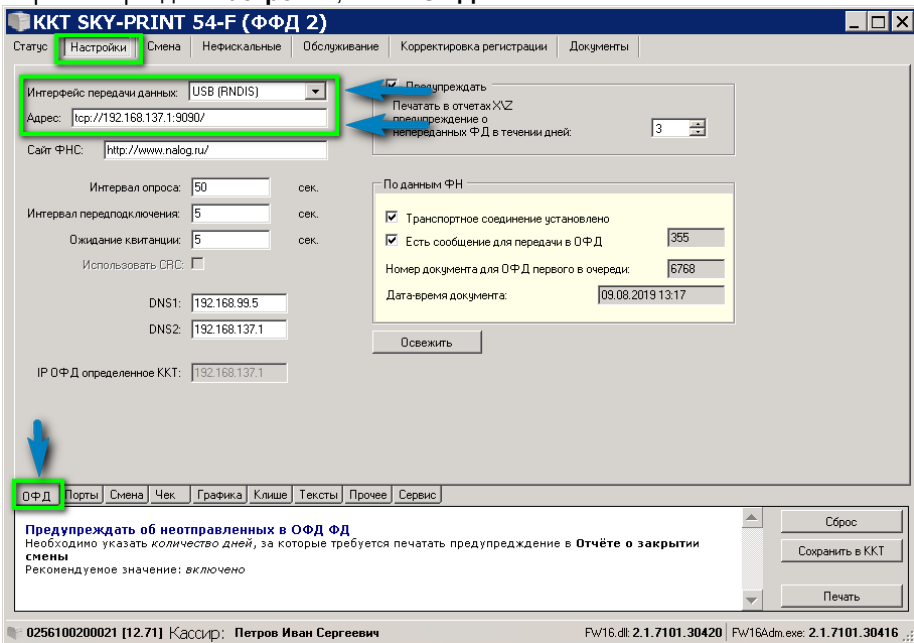 KKT SKY-PRINT 54-F (ФФД 2)
Статус Настройки Смена Нефискальные Обслуживание Корректировка регистрации Документы
Интерфейс передачи данных: USB (RNDIS)
Адрес: tcp://192.168.137.1:9090/
Сайт ФНС: http://www.nalog.ru/
Предупреждать
Печатать в отчетах X\Z
предупреждение о
непереданных ФД в течении дней: 3
Интервал опроса: 50 сек.
Интервал передподключения: 5 сек.
Ожидание квитанции: 5 сек.
Использовать CRC:
DNS1: 192.168.99.5
DNS2: 192.168.137.1
IP ОФД определенное ККТ: 192.168.137.1
По данным ФН
Транспортное соединение установлено
Есть сообщение для передачи в ОФД 355
Номер документа для ОФД первого в очереди: 6768
Дата-время документа: 09.08.2019 13:17
Освежить
ОФД Порты Смена Чек Графика Клише Тексты Прочее Сервис
Предупреждать об неотправленных в ОФД ФД
Необходимо указать количество дней, за которые требуется печатать предупредждение в Отчёте о закрытии
смены
Рекомендуемое значение: включено
Сброс
Сохранить в ККТ
Печать
0256100200021 [12.71] Кассир: Петров Иван Сергеевич FW16.dll: 2.1.7101.30420 FW16Adm.exe: 2.1.7101.30416